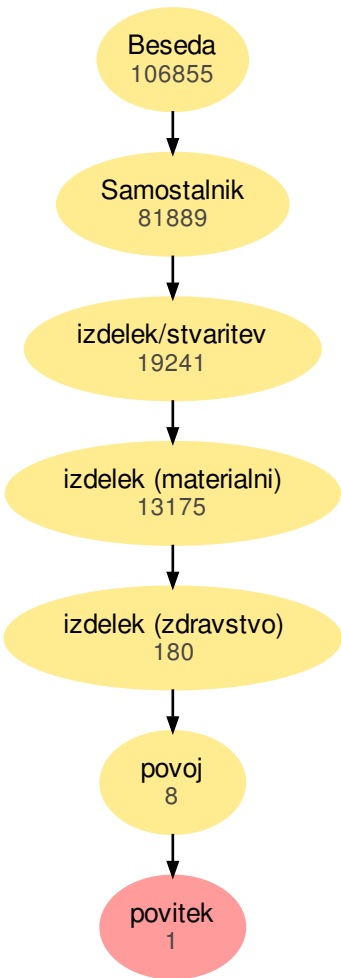 Beseda
106855
Samostalnik
81889
izdelek/stvaritev
19241
izdelek (materialni)
13175
izdelek (zdravstvo)
180
povoj
8
povitek
1